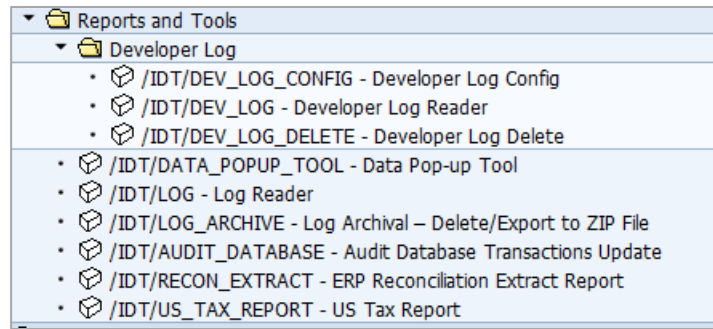 Reports and Tools
Developer Log
/IDT/DEV_LOG_CONFIG - Developer Log Config
/IDT/DEV_LOG - Developer Log Reader
/IDT/DEV_LOG_DELETE - Developer Log Delete
/IDT/DATA_POPUP_TOOL - Data Pop-up Tool
/IDT/LOG - Log Reader
/IDT/LOG_ARCHIVE - Log Archival – Delete/Export to ZIP File
/IDT/AUDIT_DATABASE - Audit Database Transactions Update
/IDT/RECON_EXTRACT - ERP Reconciliation Extract Report
/IDT/US_TAX_REPORT - US Tax Report